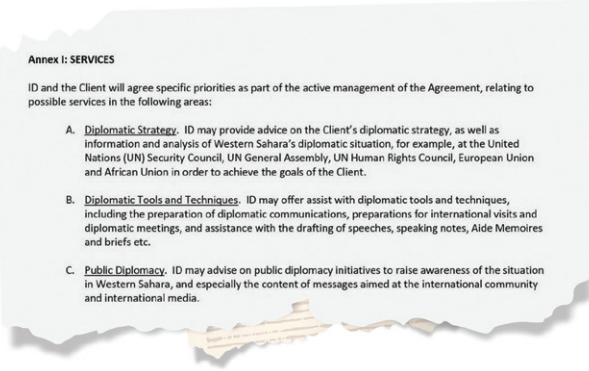 Annex I: SERVICES
ID and the Client will agree specific priorities as part of the active management of the Agreement, relating to
possible services in the following areas:
A. Diplomatic Strategy. ID may provide advice on the Client's diplomatic strategy, as well as
information and analysis of Western Sahara's diplomatic situation, for example, at the United
Nations (UN) Security Council, UN General Assembly, UN Human Rights Council, European Union
and African Union in order to achieve the goals of the Client.
B. Diplomatic Tools and Techniques. ID may offer assist with diplomatic tools and techniques,
including the preparation of diplomatic communications, preparations for international visits and
diplomatic meetings, and assistance with the drafting of speeches, speaking notes, Aide Memoires
and briefs etc.
C. Public Diplomacy. ID may advise on public diplomacy initiatives to raise awareness of the situation
in Western Sahara, and especially the content of messages aimed at the international community
and international media.